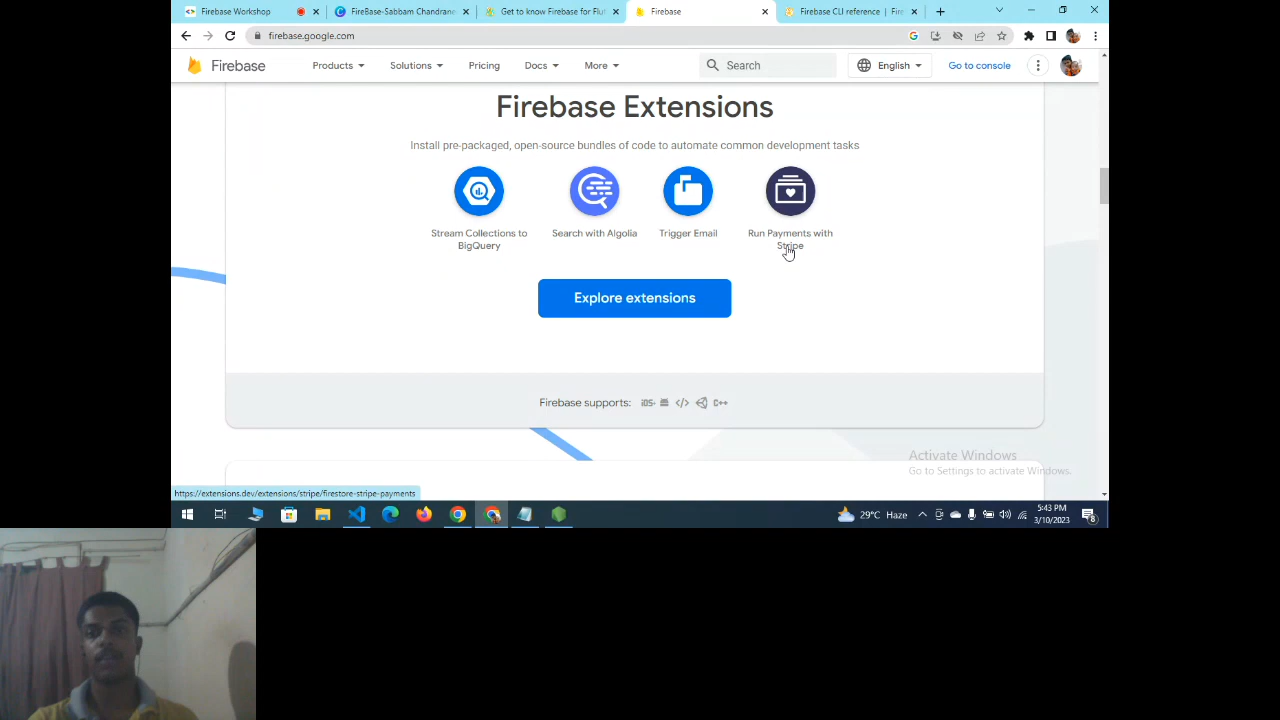 Firebase Workshop
FireBase-Sabbam Chandrane
Get to know Firebase for Flut
Firebase
Firebase CLI reference | Fire
firebase.google.com
Firebase
Products
Solutions
Pricing
Docs
More
Search
English
Go to console
Firebase Extensions
Install pre-packaged, open-source bundles of code to automate common development tasks
Stream Collections to
BigQuery
Search with Algolia
Trigger Email
Run Payments with
Stripe
Explore extensions
Firebase supports:
iOS+
C++
Activate Windows
Go to Settings to activate Windows.
https://extensions.dev/extensions/stripe/firestore-stripe-payments
29°C Haze
5:43 PM
3/10/2023
8